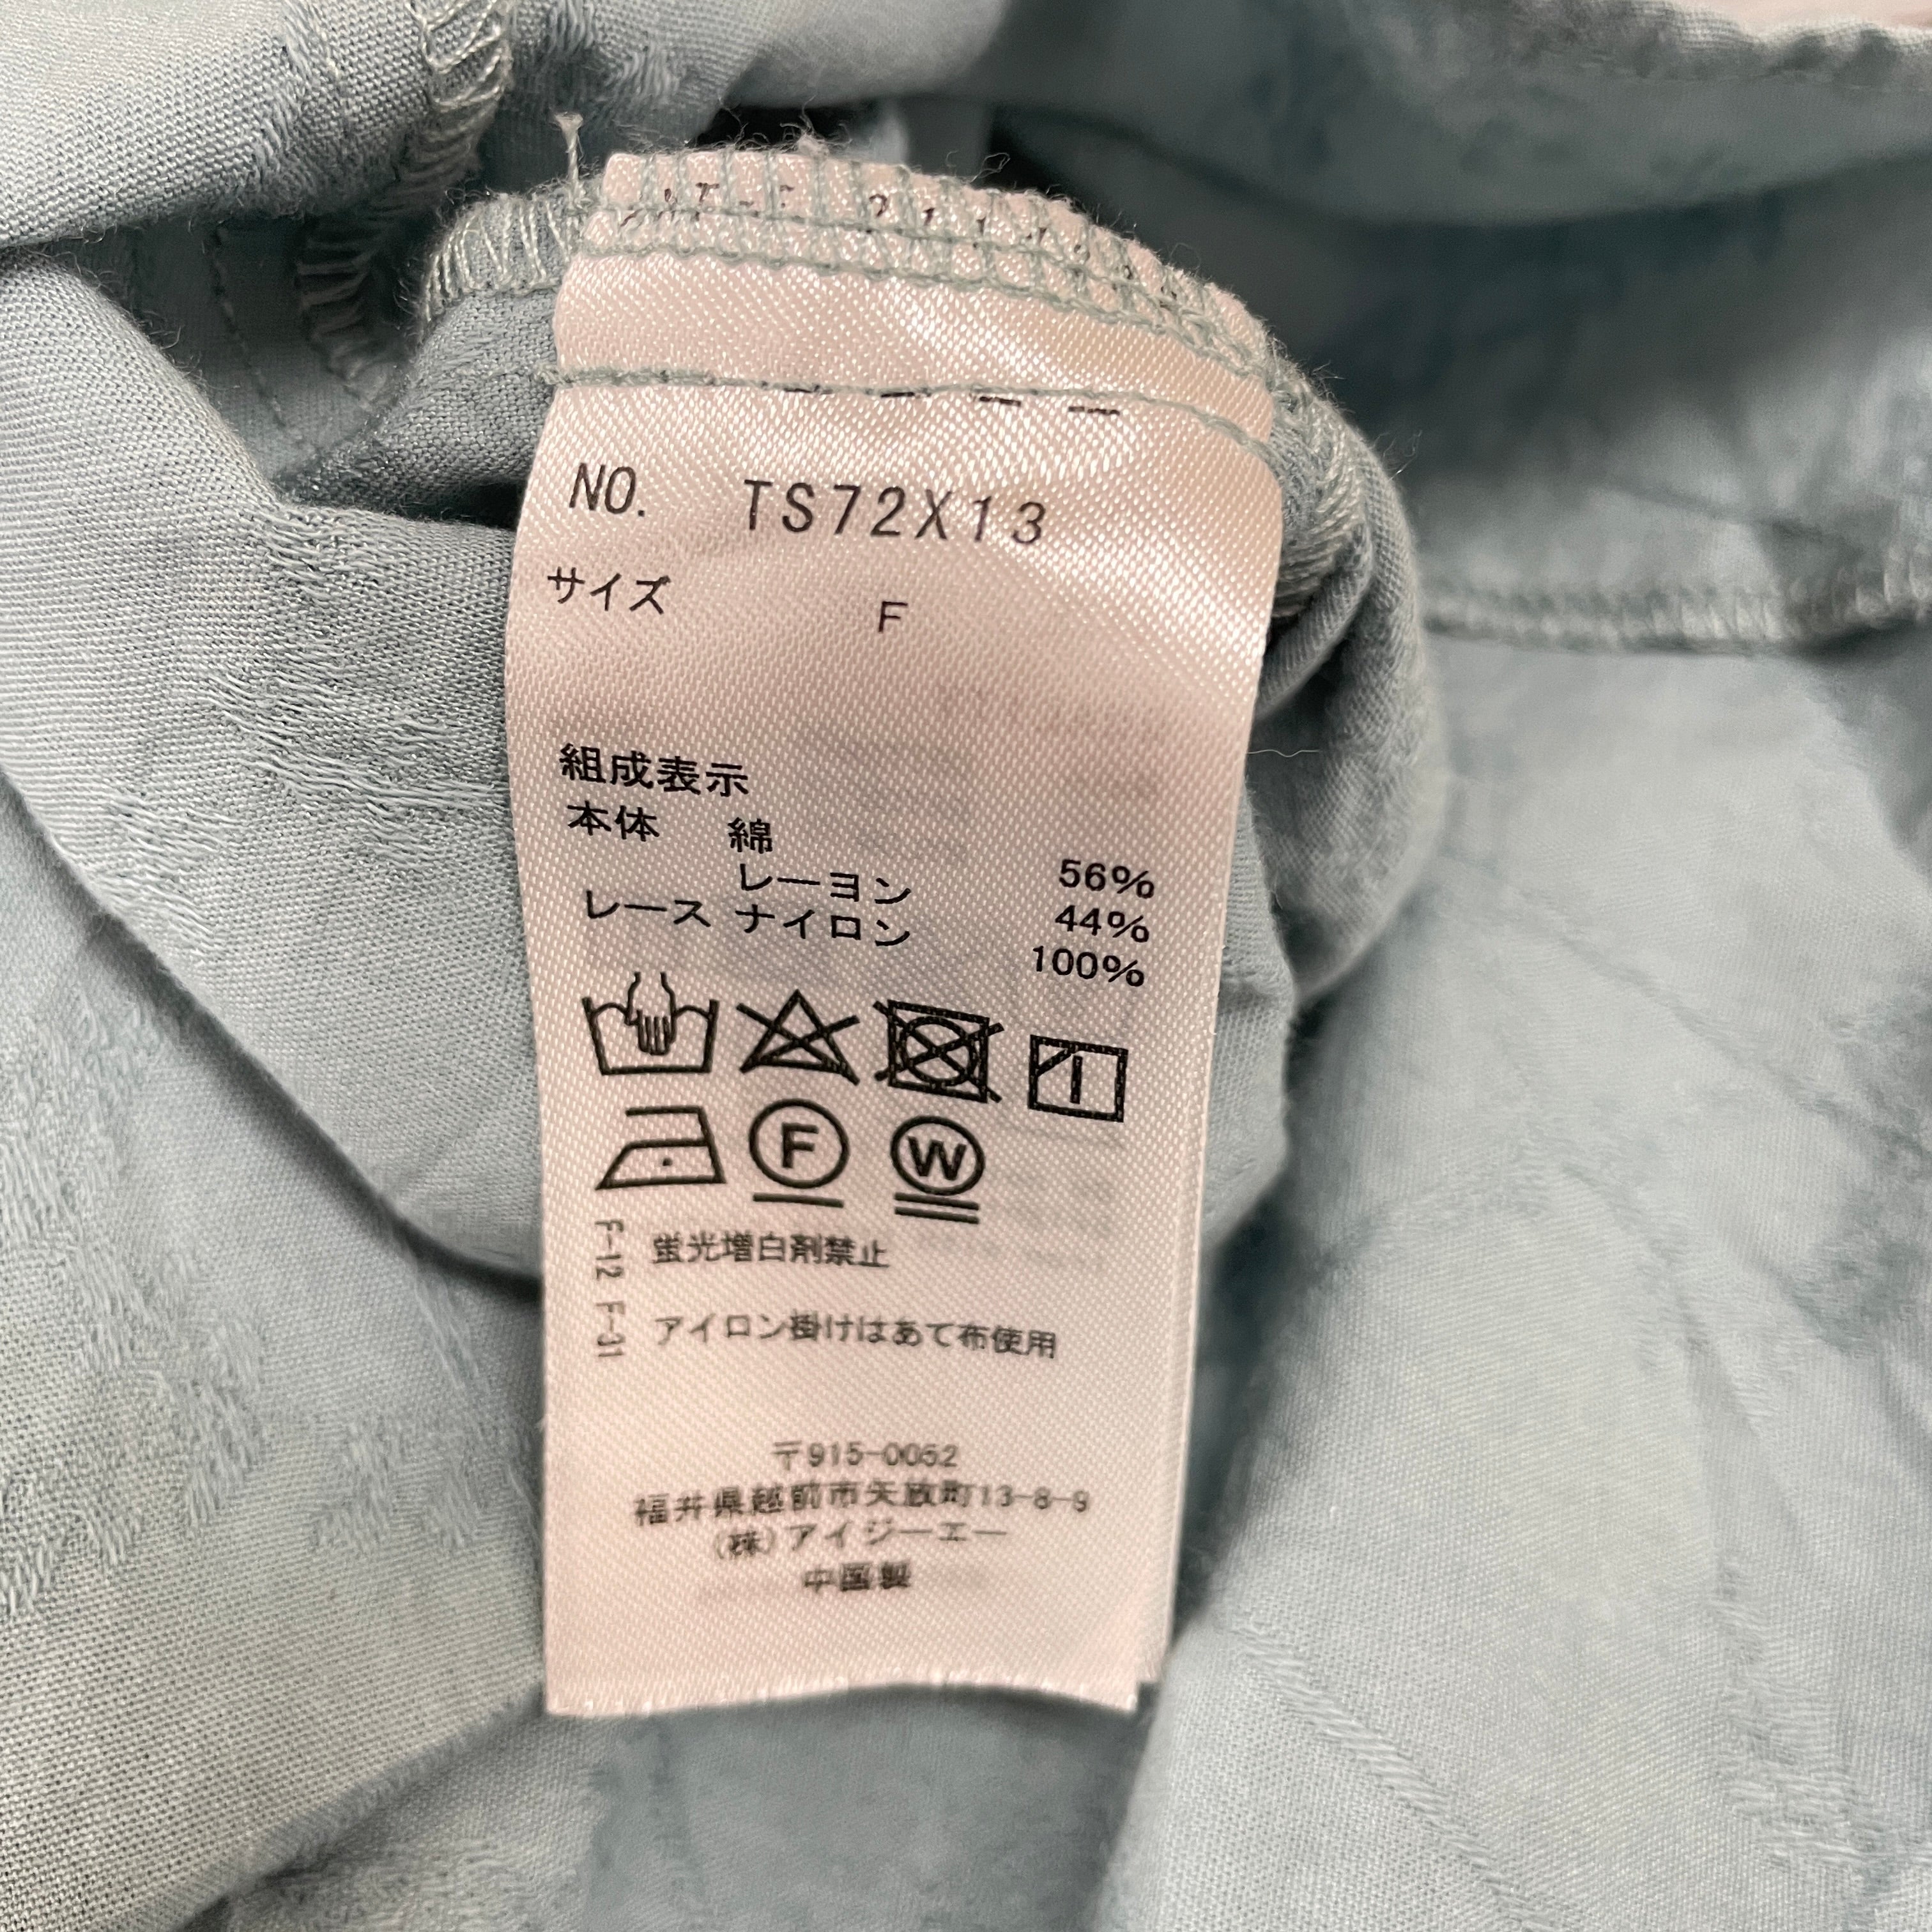 NO. TS72X13
サイズ F
組成表示
本体 綿 56%
レーヨン 44%
レース ナイロン 100%
F
W
F-12 蛍光増白剤禁止
F-31 アイロン掛けはあて布使用
〒915-0052
福井県越前市矢放町13-8-9
(株)アイジーエー
中国製